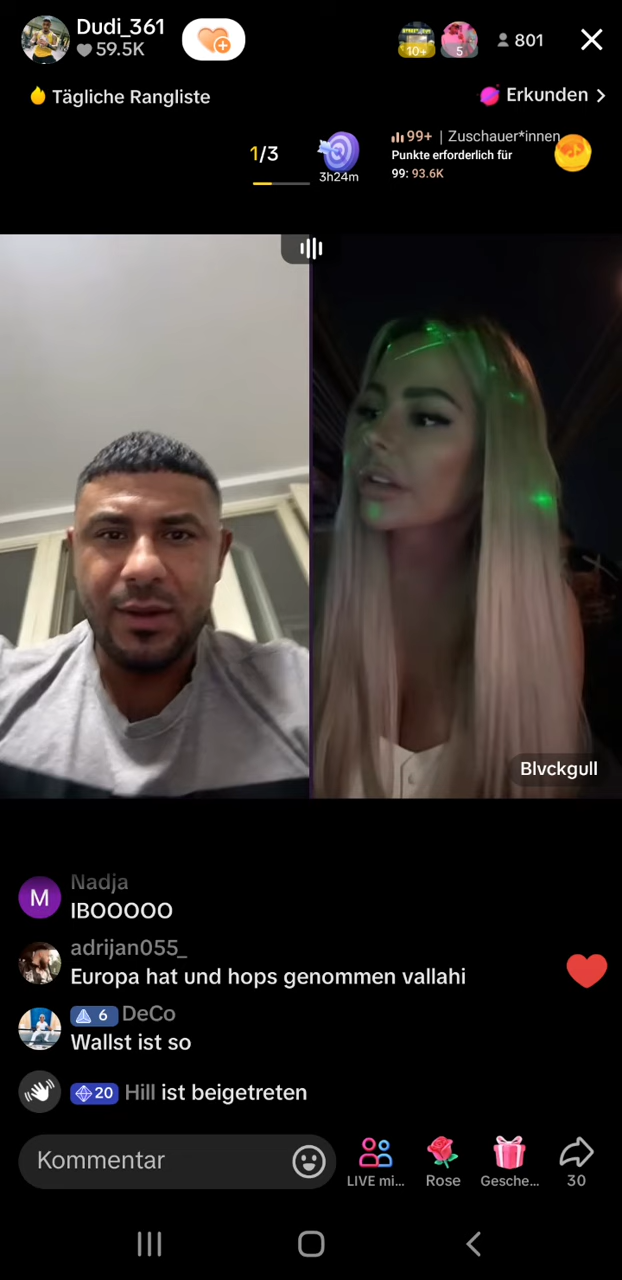 Dudi_361
59.5K
10+
5
801
Tägliche Rangliste
Erkunden
1/3
3h24m
99+ | Zuschauer*innen
Punkte erforderlich für
99: 93.6K
Blvckgull
M
Nadja
IBOOOOO
adrijan055_
Europa hat und hops genommen vallahi
6 DeCo
Wallst ist so
20 Hill ist beigetreten
Kommentar
LIVE mi...
Rose
Gesche...
30